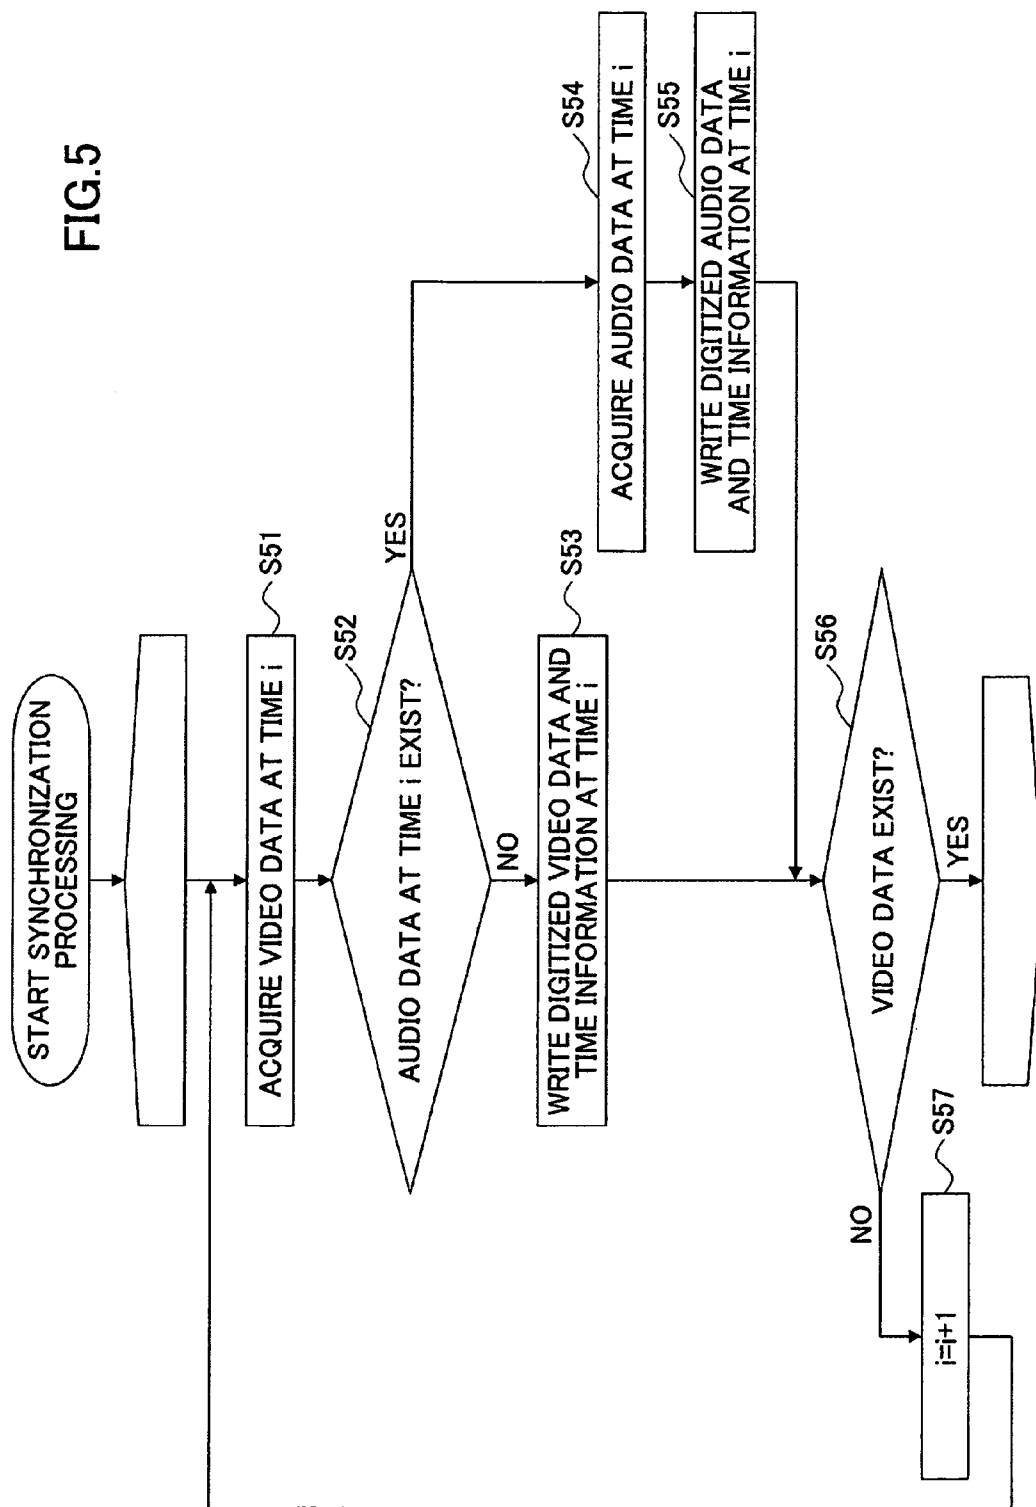 FIG.5
START SYNCHRONIZATION
PROCESSING
ACQUIRE VIDEO DATA AT TIME i
S51
AUDIO DATA AT TIME i EXIST?
S52
YES
NO
WRITE DIGITIZED VIDEO DATA AND
TIME INFORMATION AT TIME i
S53
ACQUIRE AUDIO DATA AT TIME i
S54
WRITE DIGITIZED AUDIO DATA
AND TIME INFORMATION AT TIME i
S55
VIDEO DATA EXIST?
S56
NO
YES
i=i+1
S57